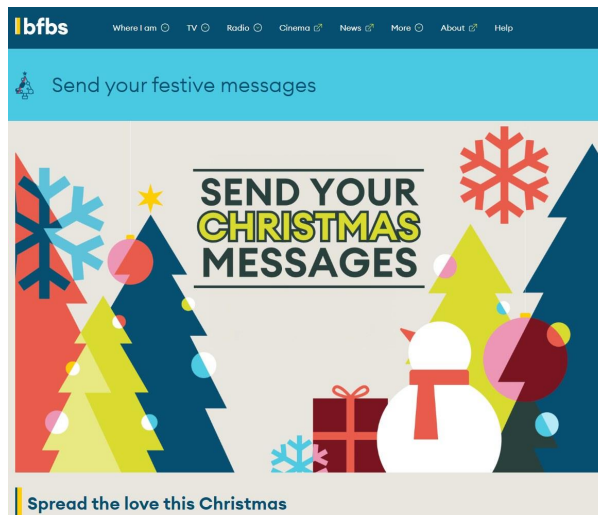 bfbs
Where I am TV Radio Cinema News More About Help
Send your festive messages
SEND YOUR
CHRISTMAS
MESSAGES
Spread the love this Christmas